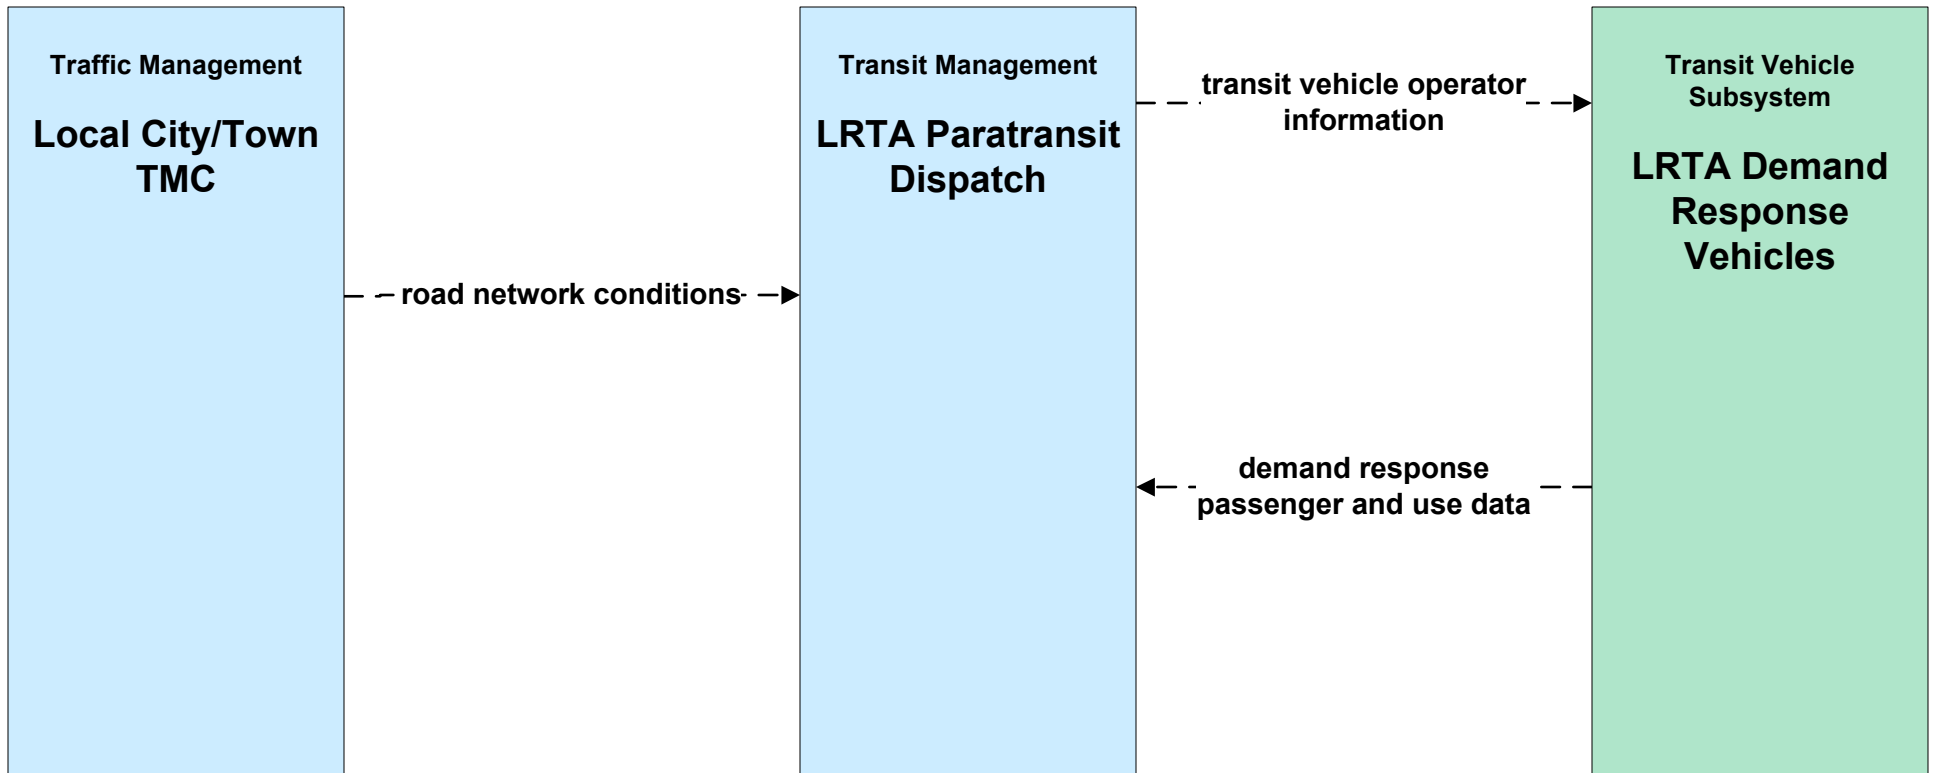 Traffic Management
Local City/Town
TMC
road network conditions
Transit Management
LRTA Paratransit
Dispatch
transit vehicle operator
information
demand response
passenger and use data
Transit Vehicle
Subsystem
LRTA Demand
Response
Vehicles